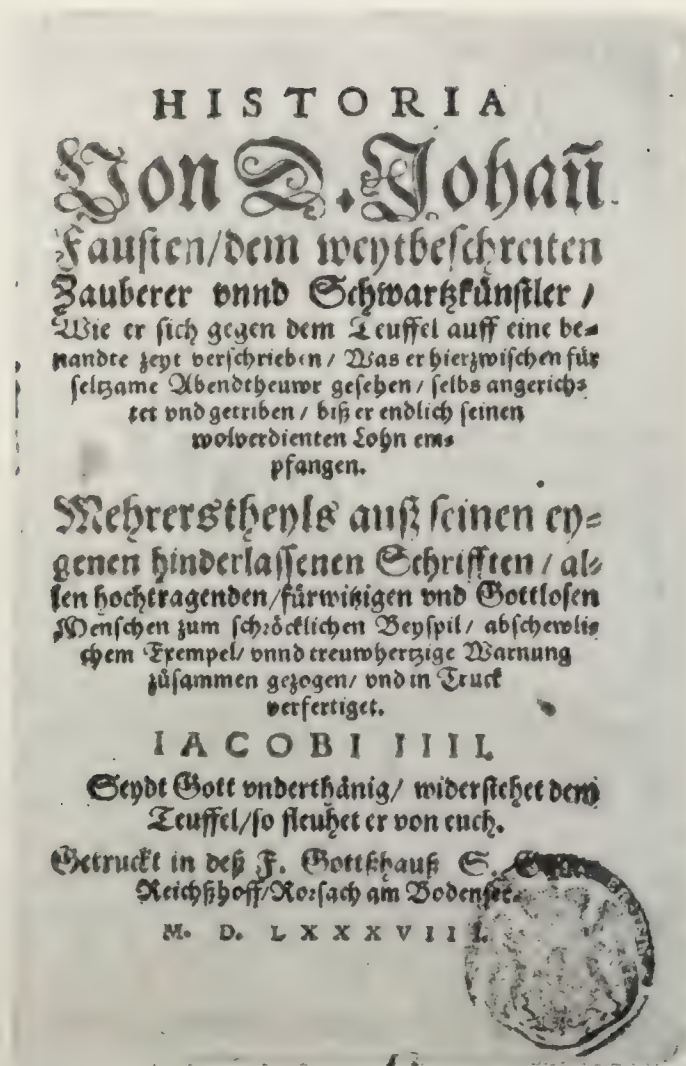 HISTORIA
Von D. Johañ
Fausten/dem weytbeschreiten
Zauberer vnnd Schwartzkünstler /
Wie er sich gegen dem Teuffel auff eine be=
nandte zeyt verschrieben / Was er hierzwischen für
seltzame Abendtheuwr gesehen / selbs angerich=
tet vnd getriben / biß er endlich seinen
wolverdienten Lohn em=
pfangen.
Mehrerstheyls auß seinen ey=
genen hinderlassenen Schrifften / al=
len hochtragenden/fürwitzigen vnd Gottlosen
Menschen zum schröcklichen Beyspil/ abschewli=
chem Exempel/ vnnd treuwhertzige Warnung
zůsammen gezogen/ vnd in Truck
verfertiget.
IACOBI IIII.
Seydt Gott vnderthänig/ widerstehet dem
Teuffel/so fleuhet er von euch.
Getruckt in deß F. Gottßhauß S.
Reichßhoff/Rorsach am Bodensee.
M. D. LXXXVIII.